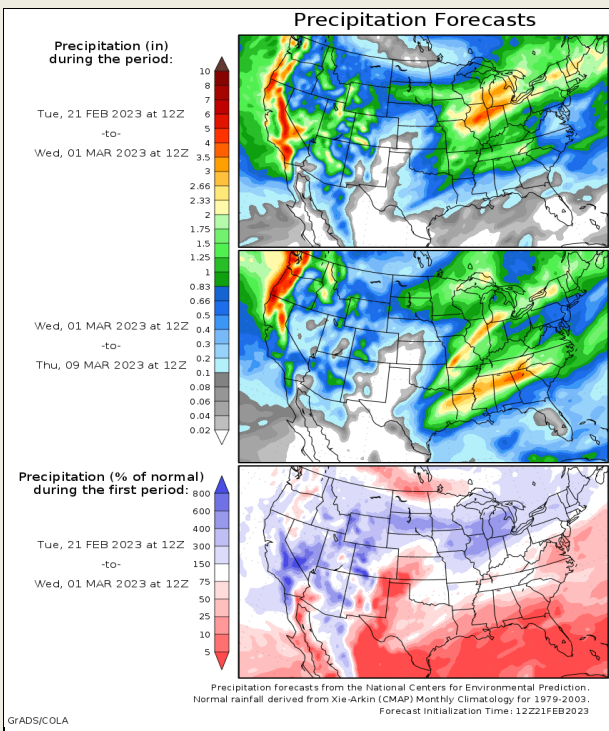 Precipitation Forecasts
Precipitation (in)
during the period:
Tue, 21 FEB 2023 at 12Z
-to-
Wed, 01 MAR 2023 at 12Z
10
8
7
6
5
4
3.5
3
2.66
2.33
2
1.75
1.5
1.25
1
0.83
0.66
0.5
0.4
0.3
0.2
0.1
0.08
0.06
0.04
0.02
Wed, 01 MAR 2023 at 12Z
-to-
Thu, 09 MAR 2023 at 12Z
Precipitation (% of normal)
during the first period:
Tue, 21 FEB 2023 at 12Z
-to-
Wed, 01 MAR 2023 at 12Z
800
600
400
300
150
75
50
25
10
5
Precipitation forecasts from the National Centers for Environmental Prediction.
Normal rainfall derived from Xie-Arkin (CMAP) Monthly Climatology for 1979-2003.
Forecast Initialization Time: 12Z21FEB2023
GrADS/COLA